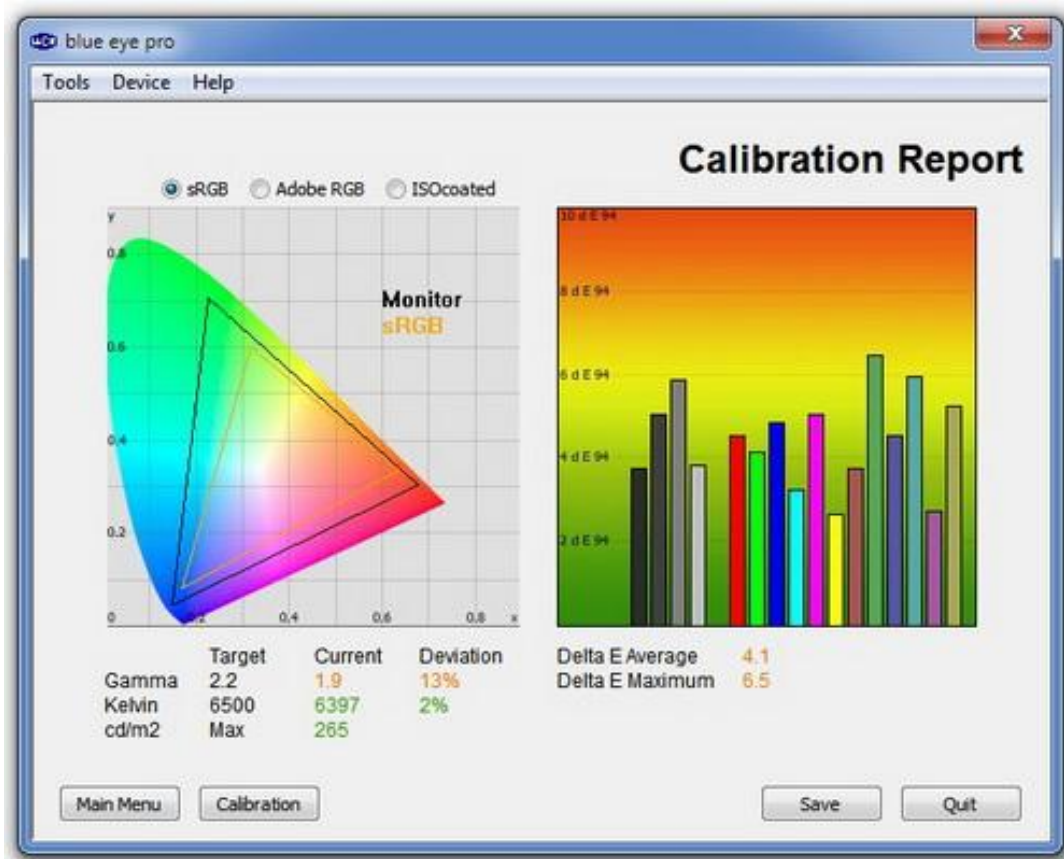 blue eye pro
Tools Device Help
Calibration Report
sRGB Adobe RGB ISOcoated
y
0,8
0,6
0,4
0,2
0 0,2 0,4 0,6 0,8 x
Monitor
sRGB
10 d E 94
8 d E 94
6 d E 94
4 d E 94
2 d E 94
Target Current Deviation
Gamma 2.2 1.9 13%
Kelvin 6500 6397 2%
cd/m2 Max 265
Delta E Average 4.1
Delta E Maximum 6.5
Main Menu Calibration Save Quit